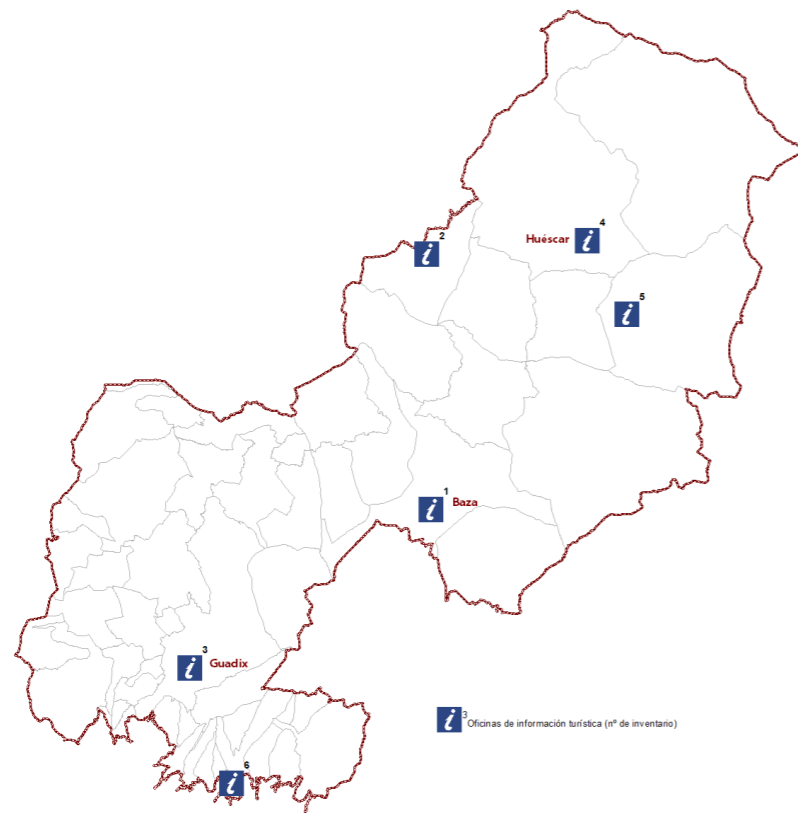 i 2
Huéscar i 4
i 5
i 1 Baza
i 3 Guadix
i 3 Oficinas de información turística (nº de inventario)
i 6